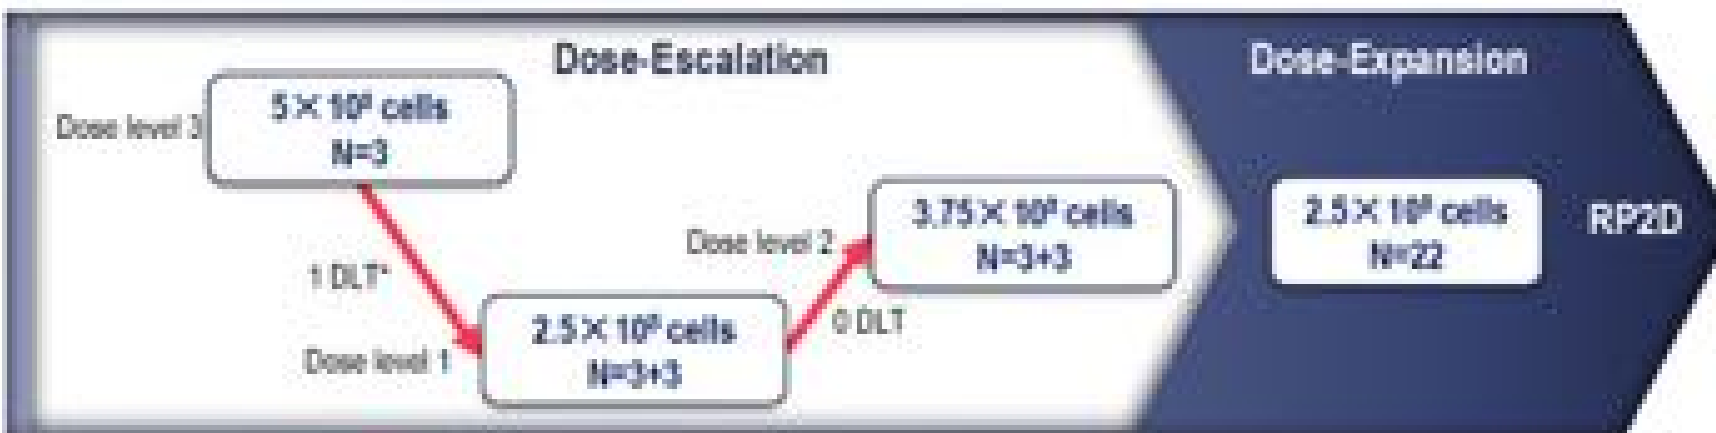 Dose-Escalation
Dose-Expansion
Dose level 3
5×10⁸ cells
N=3
1 DLT*
Dose level 1
2.5×10⁸ cells
N=3+3
0 DLT
Dose level 2
3.75×10⁸ cells
N=3+3
2.5×10⁸ cells
N=22
RP2D